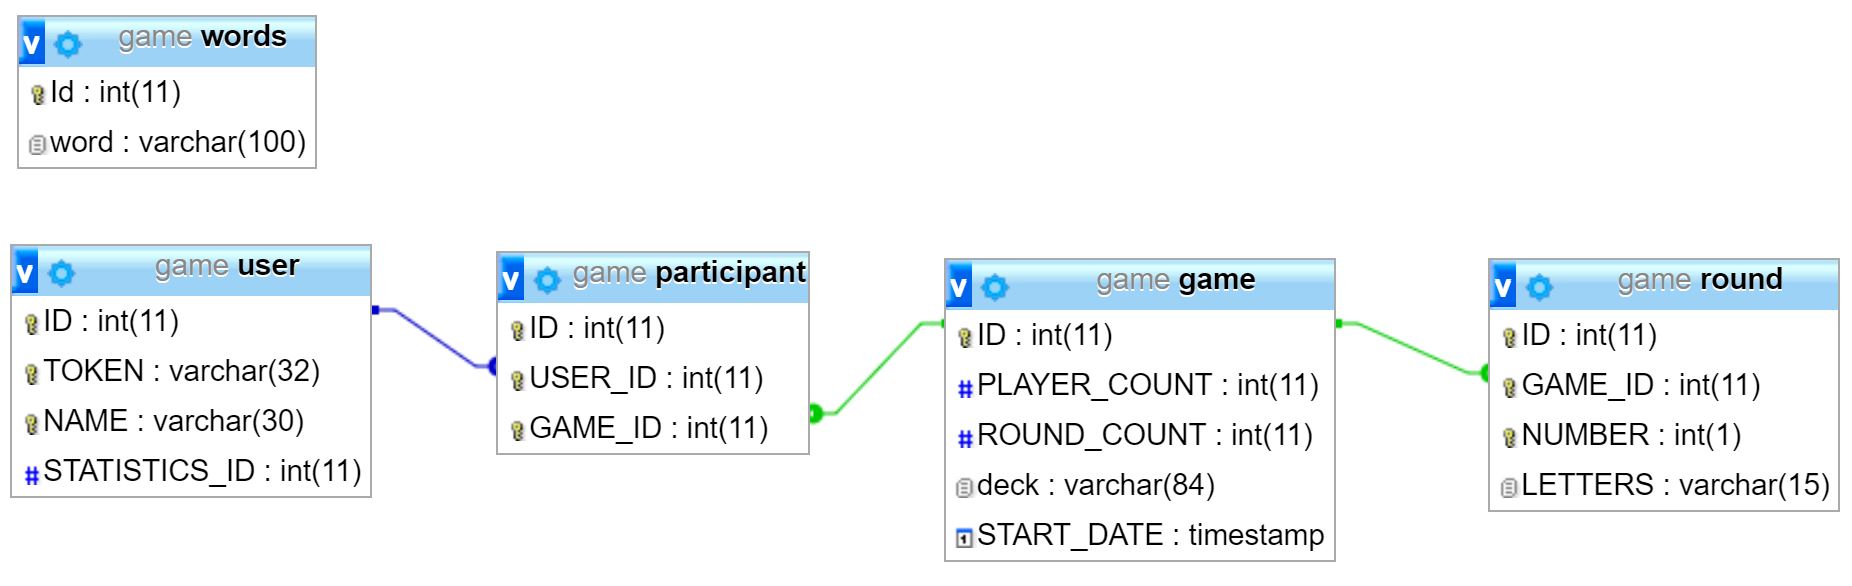 v game words
Id : int(11)
word : varchar(100)
v game user
ID : int(11)
TOKEN : varchar(32)
NAME : varchar(30)
# STATISTICS_ID : int(11)
v game participant
ID : int(11)
USER_ID : int(11)
GAME_ID : int(11)
v game game
ID : int(11)
# PLAYER_COUNT : int(11)
# ROUND_COUNT : int(11)
deck : varchar(84)
1 START_DATE : timestamp
v game round
ID : int(11)
GAME_ID : int(11)
NUMBER : int(1)
LETTERS : varchar(15)